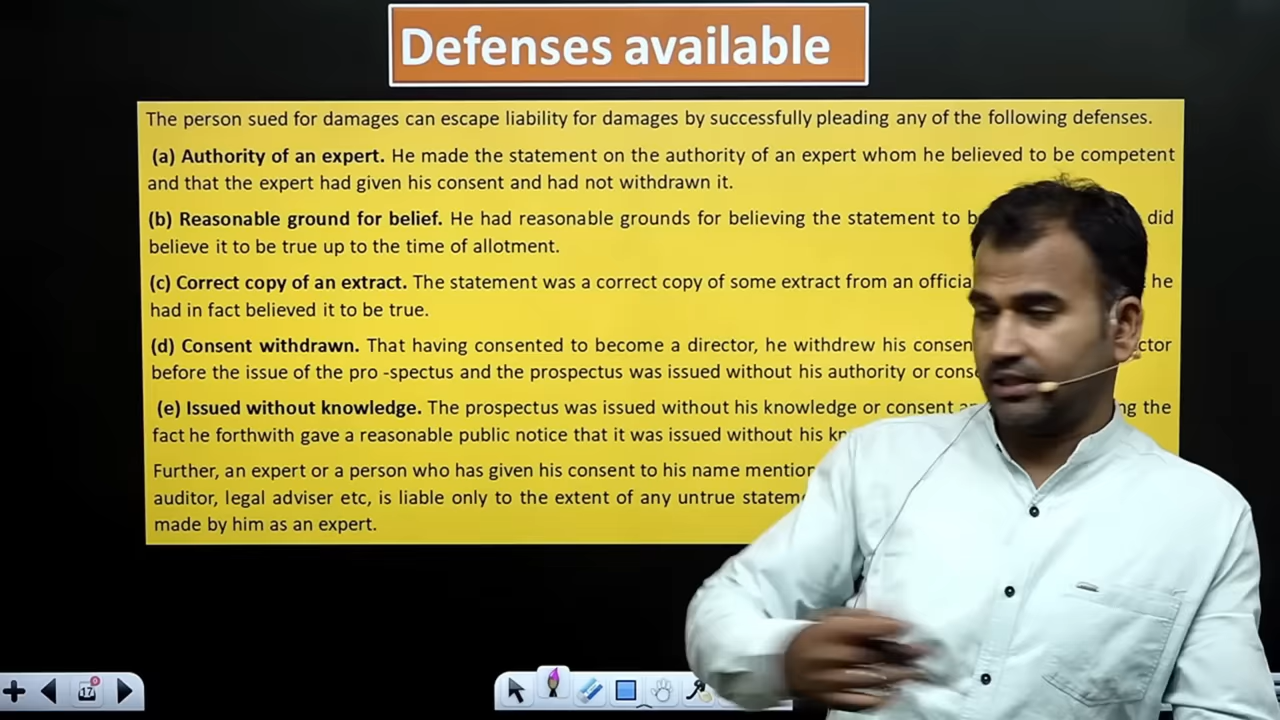 Defenses available
The person sued for damages can escape liability for damages by successfully pleading any of the following defenses.
(a) Authority of an expert. He made the statement on the authority of an expert whom he believed to be competent
and that the expert had given his consent and had not withdrawn it.
(b) Reasonable ground for belief. He had reasonable grounds for believing the statement to did
believe it to be true up to the time of allotment.
(c) Correct copy of an extract. The statement was a correct copy of some extract from an he
had in fact believed it to be true.
(d) Consent withdrawn. That having consented to become a director, he withdrew his
before the issue of the pro -spectus and the prospectus was issued without his authority or
(e) Issued without knowledge. The prospectus was issued without his knowledge or consent the
fact he forthwith gave a reasonable public notice that it was issued without his
Further, an expert or a person who has given his consent to his name
auditor, legal adviser etc, is liable only to the extent of any untrue
made by him as an expert.
17